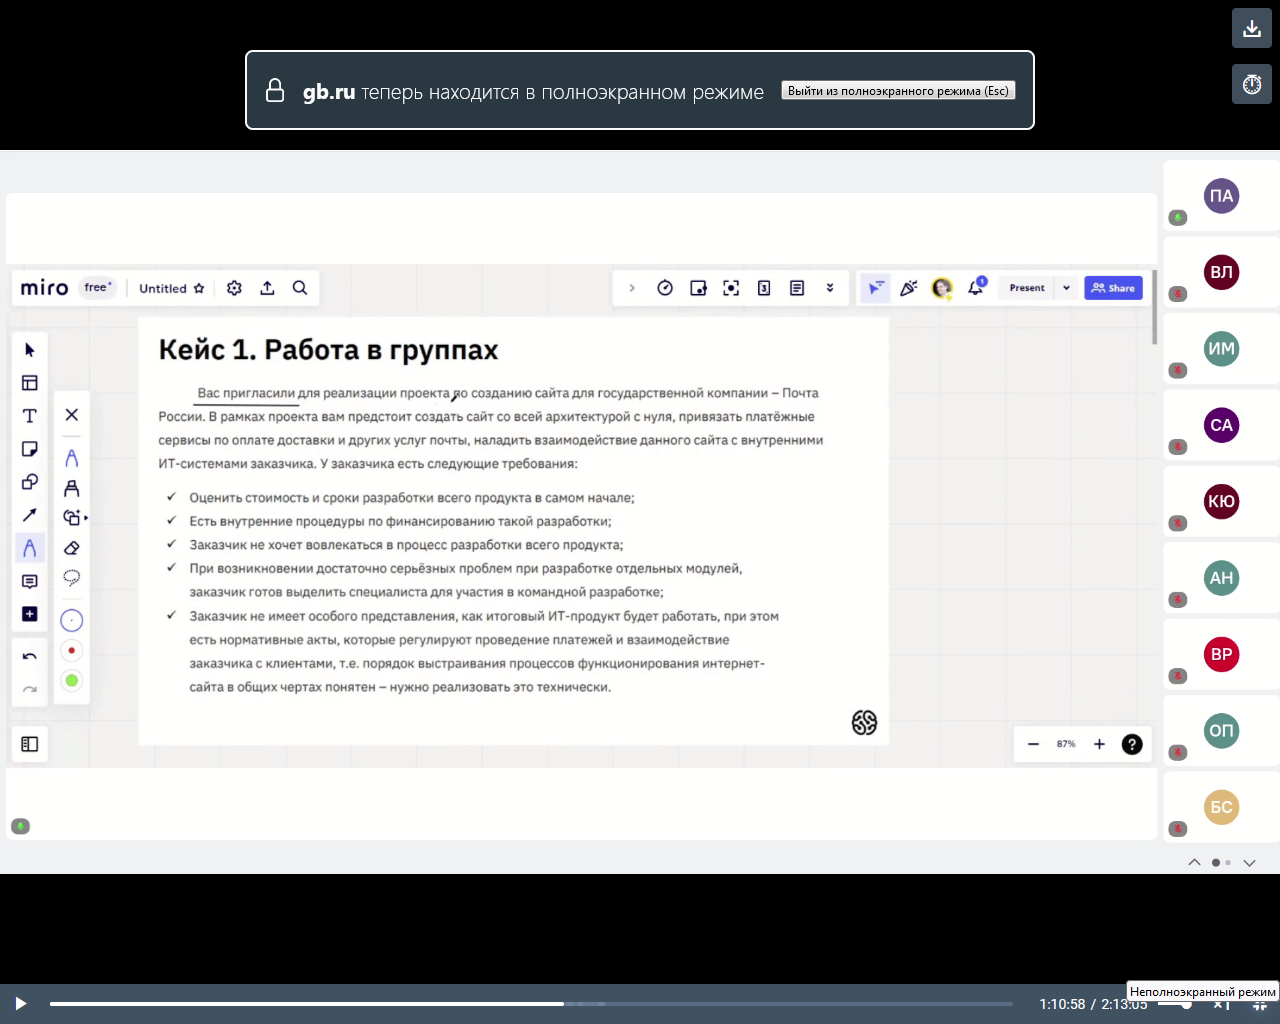 gb.ru теперь находится в полноэкранном режиме
Выйти из полноэкранного режима (Esc)
miro
free
Untitled
3
1
Present
Share
Кейс 1. Работа в группах
Вас пригласили для реализации проекта по созданию сайта для государственной компании – Почта
России. В рамках проекта вам предстоит создать сайт со всей архитектурой с нуля, привязать платёжные
сервисы по оплате доставки и других услуг почты, наладить взаимодействие данного сайта с внутренними
ИТ-системами заказчика. У заказчика есть следующие требования:
✓ Оценить стоимость и сроки разработки всего продукта в самом начале;
✓ Есть внутренние процедуры по финансированию такой разработки;
✓ Заказчик не хочет вовлекаться в процесс разработки всего продукта;
✓ При возникновении достаточно серьёзных проблем при разработке отдельных модулей,
заказчик готов выделить специалиста для участия в командной разработке;
✓ Заказчик не имеет особого представления, как итоговый ИТ-продукт будет работать, при этом
есть нормативные акты, которые регулируют проведение платежей и взаимодействие
заказчика с клиентами, т.е. порядок выстраивания процессов функционирования интернет-
сайта в общих чертах понятен – нужно реализовать это технически.
87%
?
ПА
ВЛ
ИМ
СА
КЮ
АН
ВР
ОП
БС
Неполноэкранный режим
1:10:58 / 2:13:05
×1